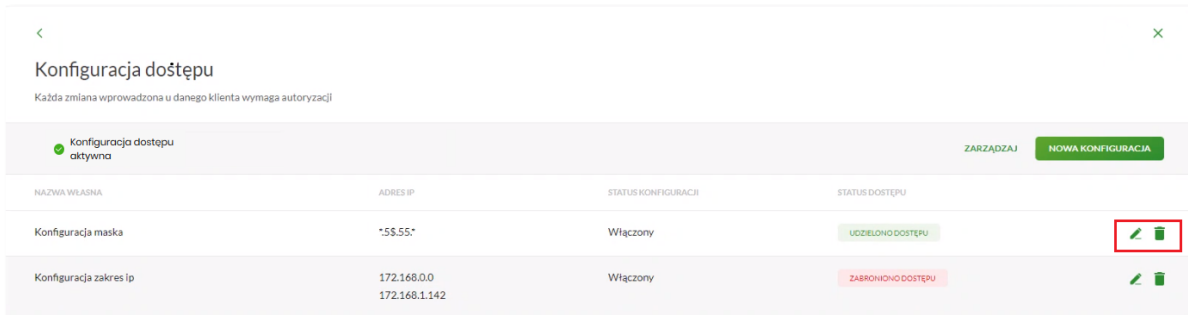 Konfiguracja dostępu
Każda zmiana wprowadzona u danego klienta wymaga autoryzacji
Konfiguracja dostępu
aktywna
ZARZĄDZAJ
NOWA KONFIGURACJA
NAZWA WŁASNA ADRES IP STATUS KONFIGURACJI STATUS DOSTĘPU
Konfiguracja maska *.5$.55.* Włączony UDZIELONO DOSTĘPU
Konfiguracja zakres ip 172.168.0.0 Włączony ZABRONIONO DOSTĘPU
172.168.1.142